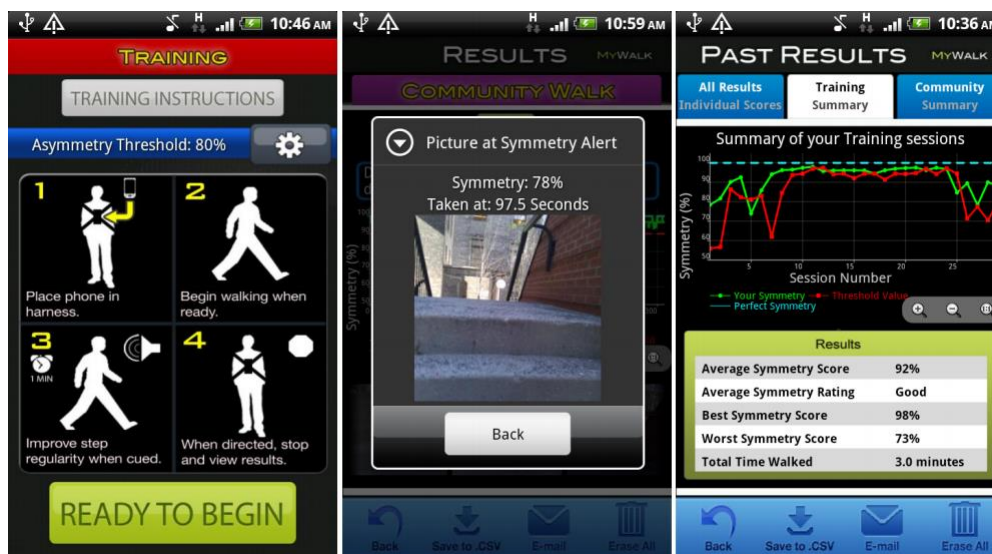 10:46 AM
TRAINING
TRAINING INSTRUCTIONS
Asymmetry Threshold: 80%
1
Place phone in
harness.
2
Begin walking when
ready.
3
1 MIN
Improve step
regularity when cued.
4
When directed, stop
and view results.
READY TO BEGIN
H
10:59 AM
RESULTS MYWALK
COMMUNITY WALK
Picture at Symmetry Alert
Symmetry: 78%
Taken at: 97.5 Seconds
Symmetry (%)
Back
Back Save to .CSV E-mail Erase All
H
10:36 AM
PAST RESULTS MYWALK
All Results
Individual Scores
Training
Summary
Community
Summary
Summary of your Training sessions
Symmetry (%)
100
90
80
70
60
50
5 10 15 20 25
Session Number
Your Symmetry Threshold Value
Perfect Symmetry
Results
Average Symmetry Score 92%
Average Symmetry Rating Good
Best Symmetry Score 98%
Worst Symmetry Score 73%
Total Time Walked 3.0 minutes
Back Save to .CSV E-mail Erase All